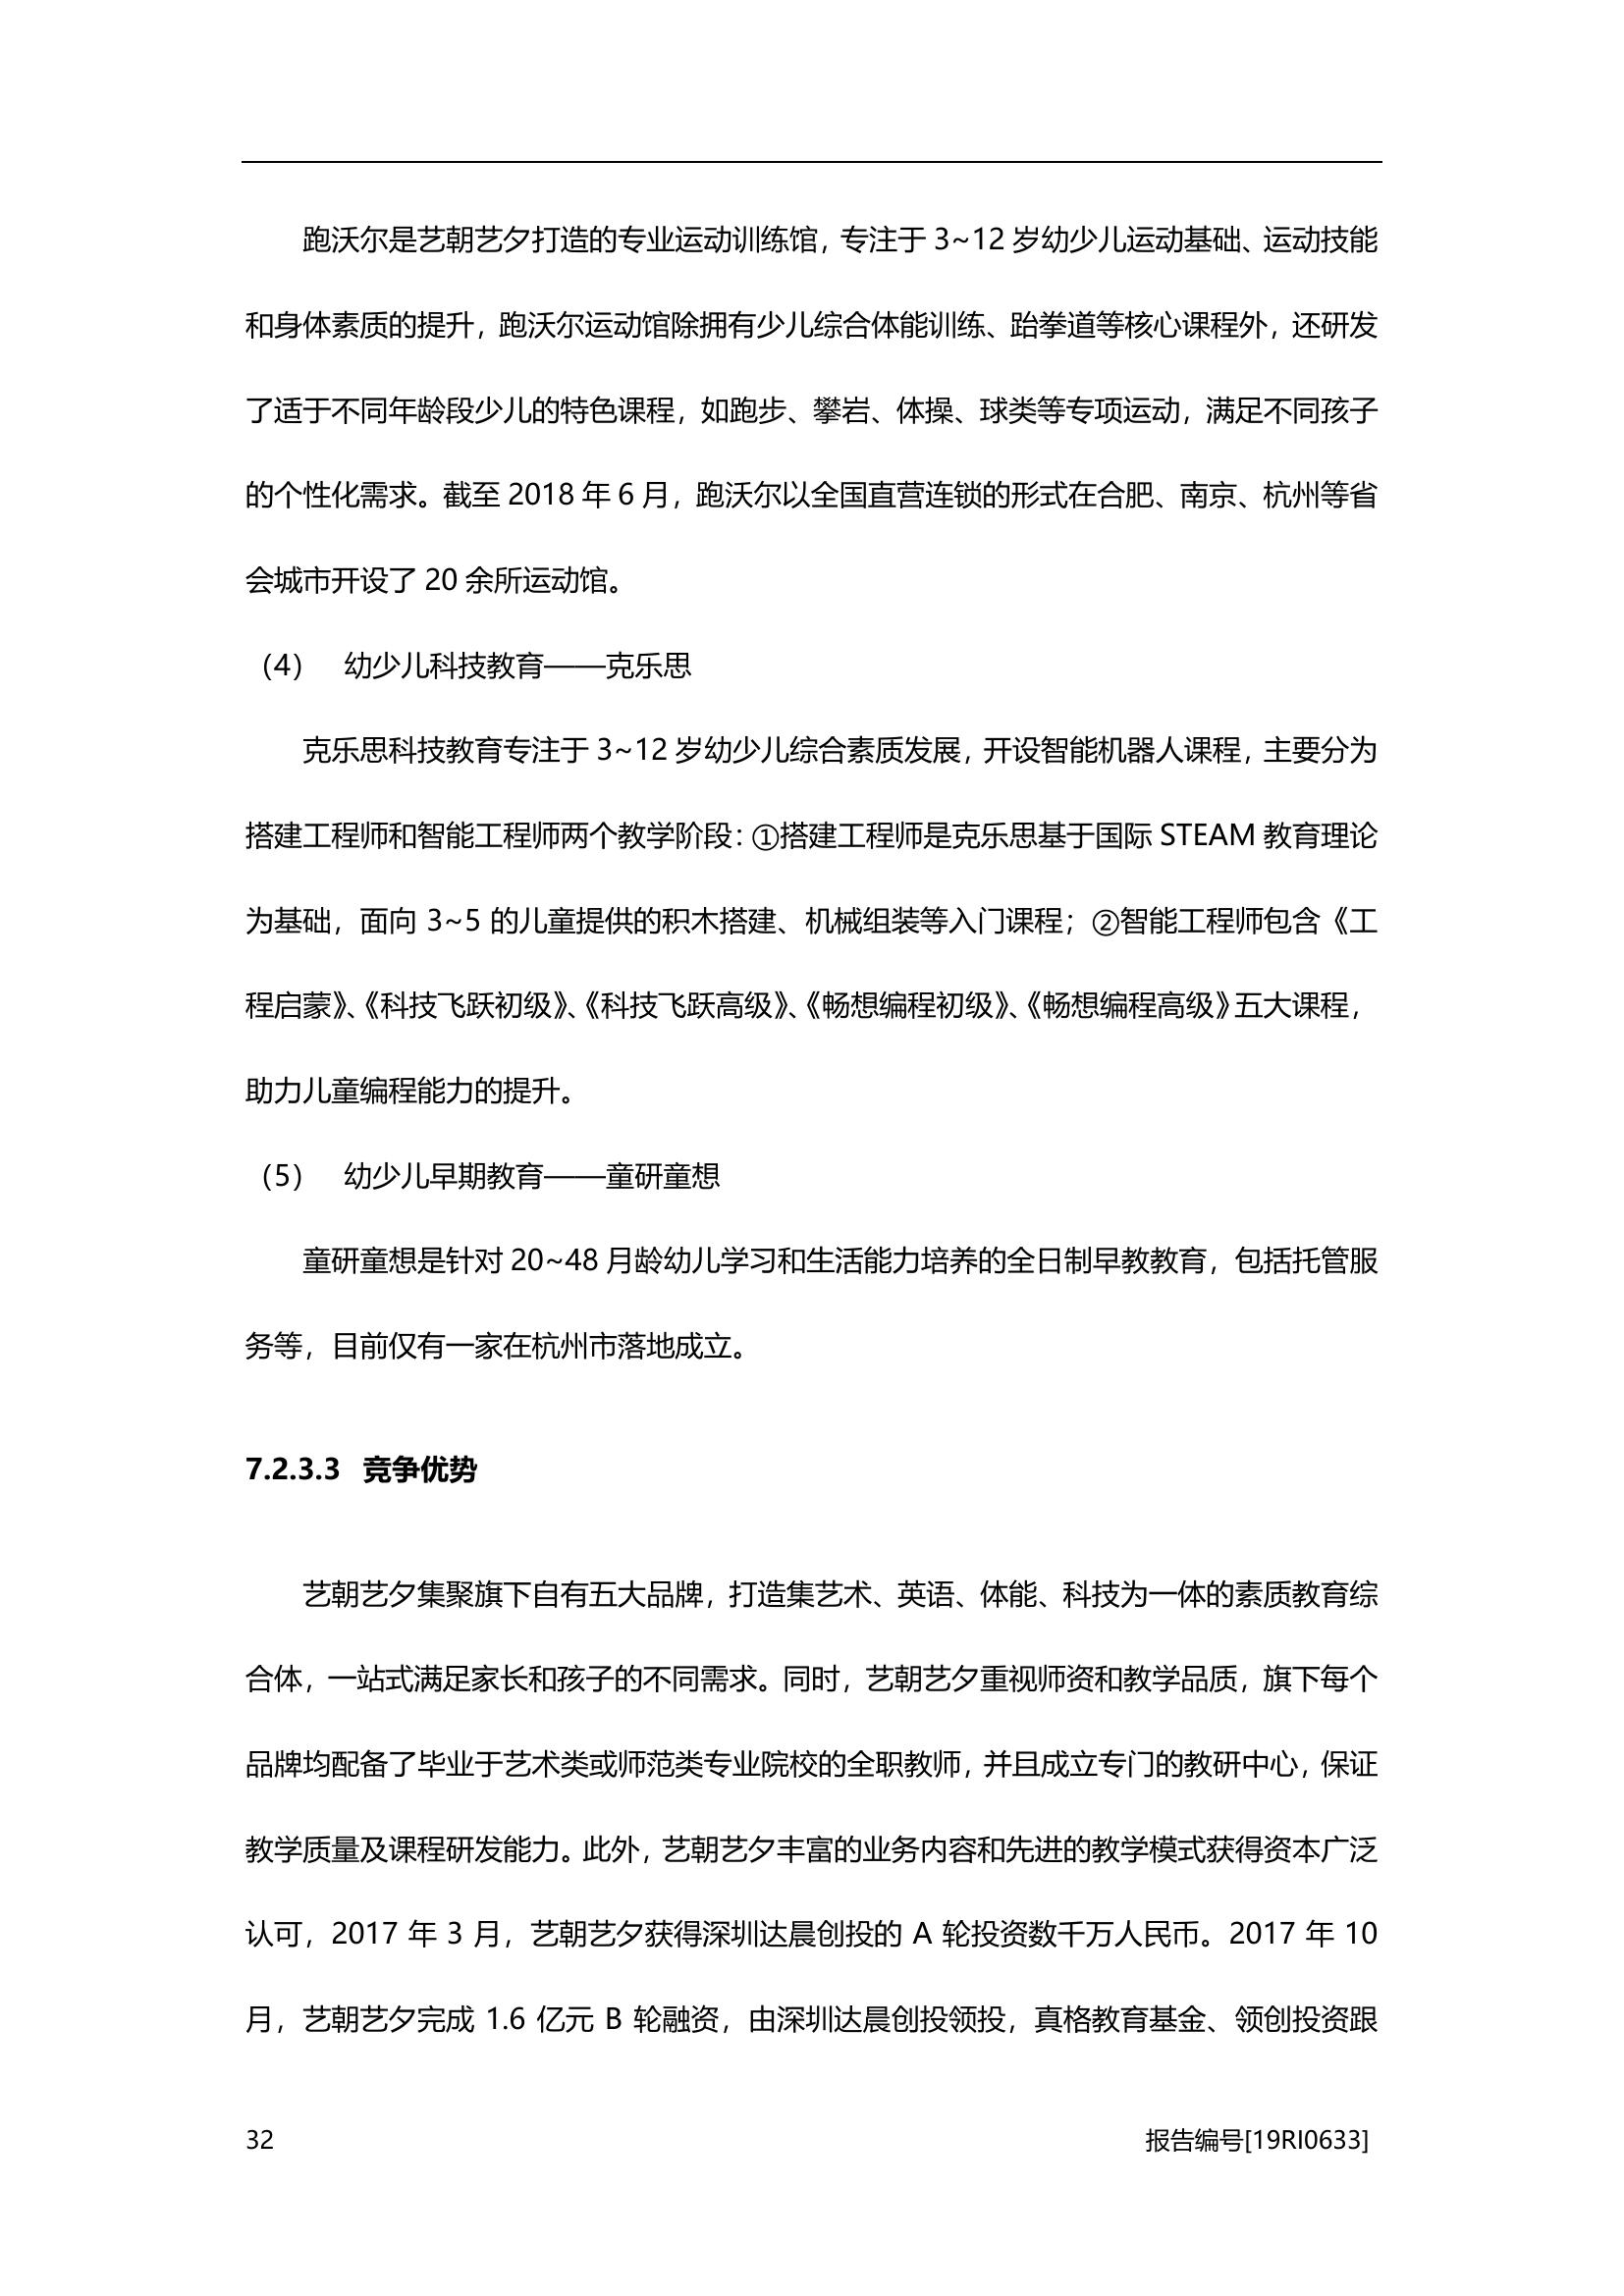 跑沃尔是艺朝艺夕打造的专业运动训练馆，专注于 3~12 岁幼少儿运动基础、运动技能
和身体素质的提升，跑沃尔运动馆除拥有少儿综合体能训练、跆拳道等核心课程外，还研发
了适于不同年龄段少儿的特色课程，如跑步、攀岩、体操、球类等专项运动，满足不同孩子
的个性化需求。截至 2018 年 6 月，跑沃尔以全国直营连锁的形式在合肥、南京、杭州等省
会城市开设了 20 余所运动馆。
（4） 幼少儿科技教育——克乐思
克乐思科技教育专注于 3~12 岁幼少儿综合素质发展，开设智能机器人课程，主要分为
搭建工程师和智能工程师两个教学阶段：①搭建工程师是克乐思基于国际 STEAM 教育理论
为基础，面向 3~5 的儿童提供的积木搭建、机械组装等入门课程；②智能工程师包含《工
程启蒙》、《科技飞跃初级》、《科技飞跃高级》、《畅想编程初级》、《畅想编程高级》五大课程，
助力儿童编程能力的提升。
（5） 幼少儿早期教育——童研童想
童研童想是针对 20~48 月龄幼儿学习和生活能力培养的全日制早教教育，包括托管服
务等，目前仅有一家在杭州市落地成立。
7.2.3.3 竞争优势
艺朝艺夕集聚旗下自有五大品牌，打造集艺术、英语、体能、科技为一体的素质教育综
合体，一站式满足家长和孩子的不同需求。同时，艺朝艺夕重视师资和教学品质，旗下每个
品牌均配备了毕业于艺术类或师范类专业院校的全职教师，并且成立专门的教研中心，保证
教学质量及课程研发能力。此外，艺朝艺夕丰富的业务内容和先进的教学模式获得资本广泛
认可，2017 年 3 月，艺朝艺夕获得深圳达晨创投的 A 轮投资数千万人民币。2017 年 10
月，艺朝艺夕完成 1.6 亿元 B 轮融资，由深圳达晨创投领投，真格教育基金、领创投资跟
32 报告编号[19RI0633]